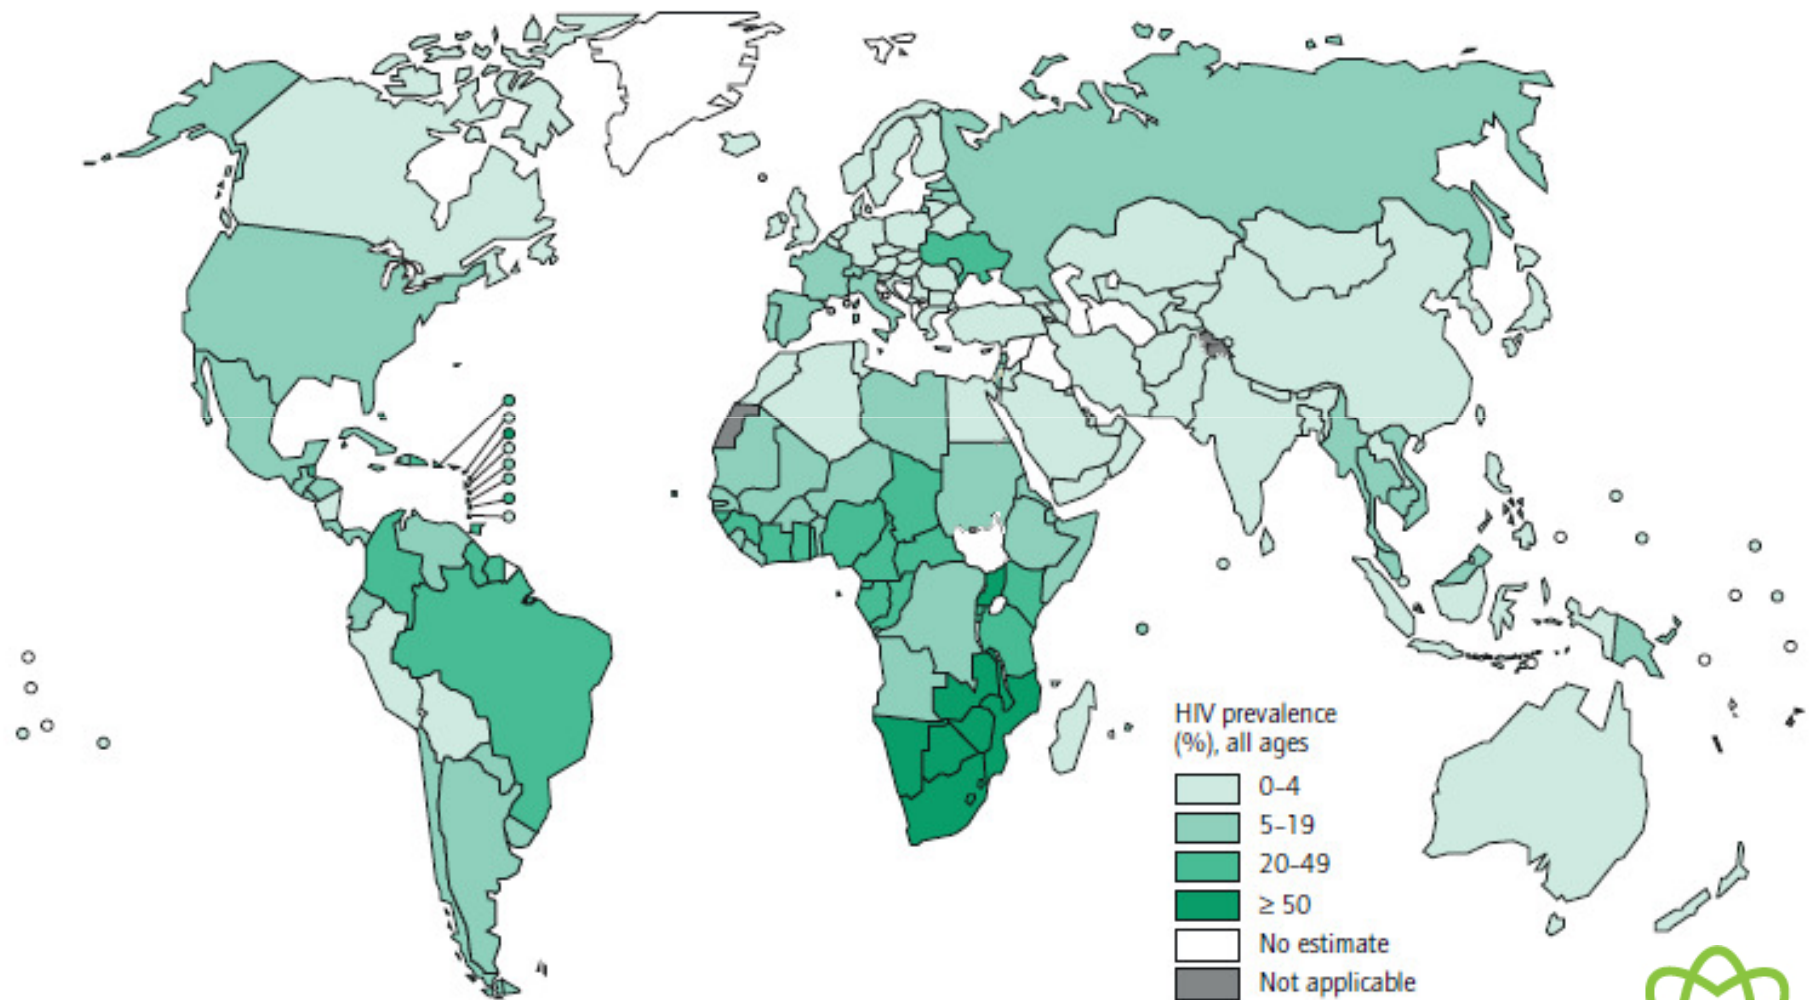 HIV prevalence
(%), all ages
0–4
5–19
20–49
≥ 50
No estimate
Not applicable